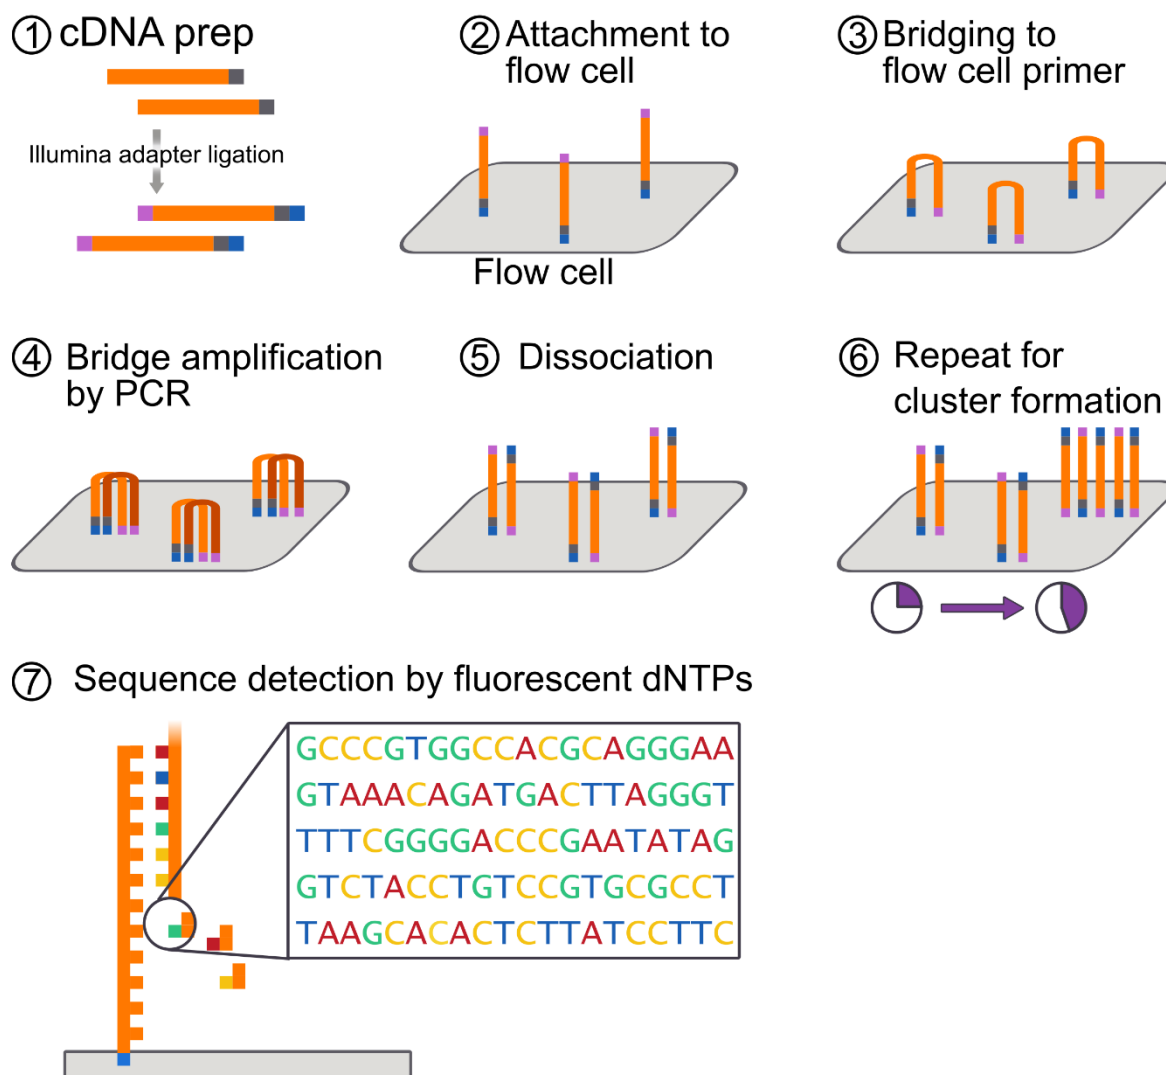 ① cDNA prep
Illumina adapter ligation
② Attachment to
flow cell
Flow cell
③ Bridging to
flow cell primer
④ Bridge amplification
by PCR
⑤ Dissociation
⑥ Repeat for
cluster formation
⑦ Sequence detection by fluorescent dNTPs
GCCCGTGGCCACGCAGGGAA
GTAAACAGATGACTTAGGGT
TTTCGGGGACCCGAATATAG
GTCTACCTGTCCGTGCGCCT
TAAGCACACTCTTATCCTTC